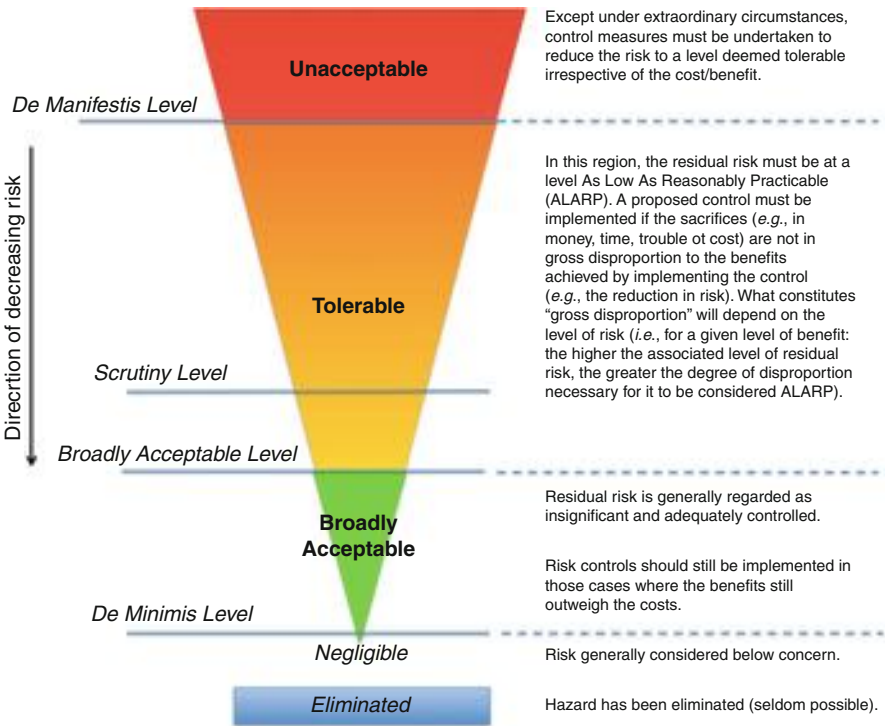 Except under extraordinary circumstances,
control measures must be undertaken to
reduce the risk to a level deemed tolerable
irrespective of the cost/benefit.
Unacceptable
De Manifestis Level
In this region, the residual risk must be at a
level As Low As Reasonably Practicable
(ALARP). A proposed control must be
implemented if the sacrifices (e.g., in
money, time, trouble ot cost) are not in
gross disproportion to the benefits
achieved by implementing the control
(e.g., the reduction in risk). What constitutes
“gross disproportion” will depend on the
level of risk (i.e., for a given level of benefit:
the higher the associated level of residual
risk, the greater the degree of disproportion
necessary for it to be considered ALARP).
Tolerable
Direcrtion of decreasing risk
Scrutiny Level
Broadly Acceptable Level
Residual risk is generally regarded as
insignificant and adequately controlled.
Broadly
Acceptable
Risk controls should still be implemented in
those cases where the benefits still
outweigh the costs.
De Minimis Level
Negligible
Risk generally considered below concern.
Eliminated
Hazard has been eliminated (seldom possible).